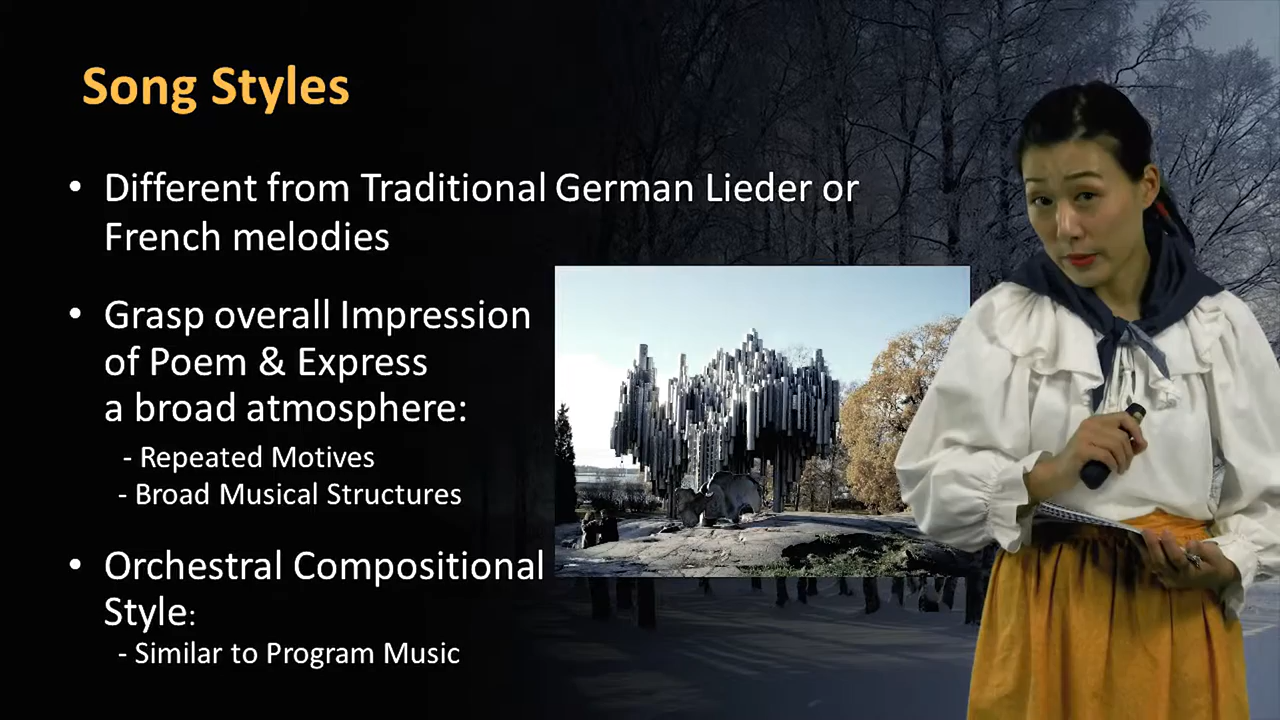 Song Styles
• Different from Traditional German Lieder or
French melodies
• Grasp overall Impression
of Poem & Express
a broad atmosphere:
- Repeated Motives
- Broad Musical Structures
• Orchestral Compositional
Style:
- Similar to Program Music